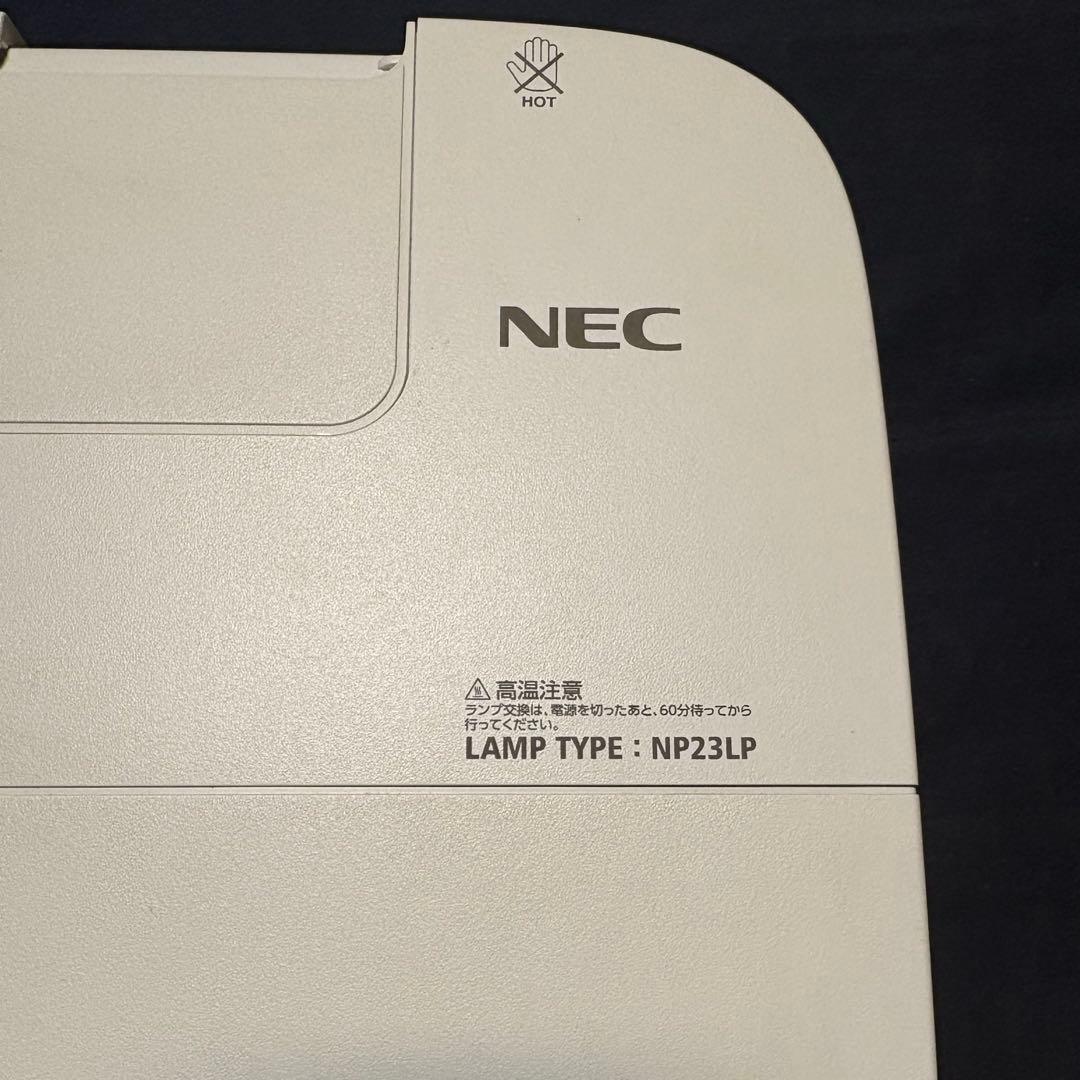 HOT
NEC
高温注意
ランプ交換は、電源を切ったあと、60分待ってから
行ってください。
LAMP TYPE : NP23LP